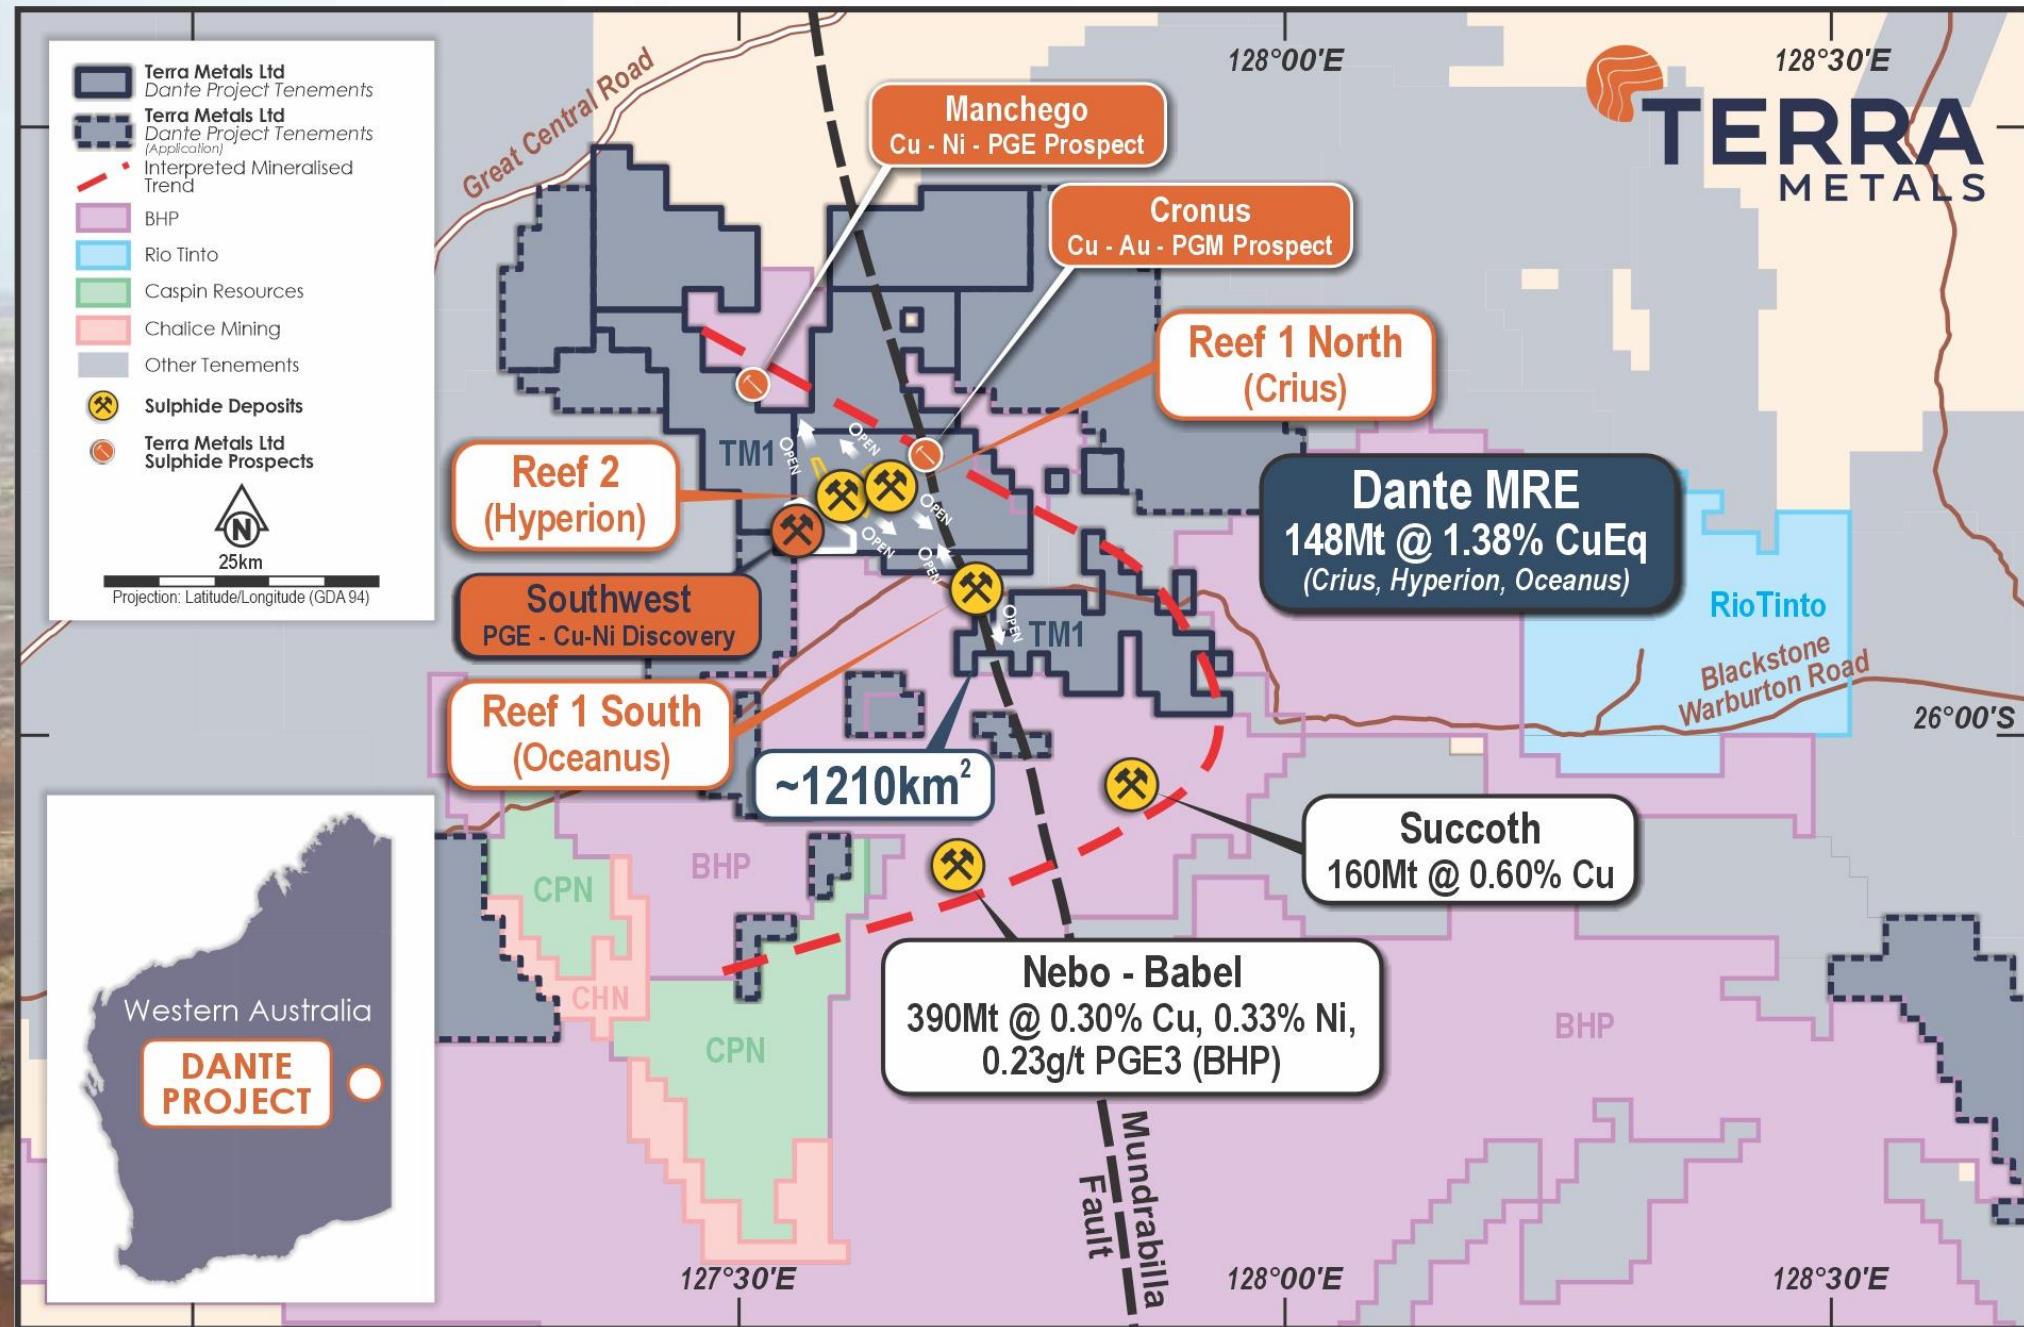 Terra Metals Ltd
Dante Project Tenements
Terra Metals Ltd
Dante Project Tenements
(Application)
Interpreted Mineralised
Trend
BHP
Rio Tinto
Caspin Resources
Chalice Mining
Other Tenements
Sulphide Deposits
Terra Metals Ltd
Sulphide Prospects
N
25km
Projection: Latitude/Longitude (GDA 94)
Great Central Road
128°00'E
128°30'E
TERRA
METALS
Manchego
Cu - Ni - PGE Prospect
Cronus
Cu - Au - PGM Prospect
Reef 1 North
(Crius)
TM1
OPEN
OPEN
Reef 2
(Hyperion)
OPEN
OPEN
OPEN
Dante MRE
148Mt @ 1.38% CuEq
(Crius, Hyperion, Oceanus)
Southwest
PGE - Cu-Ni Discovery
OPEN
TM1
RioTinto
Blackstone
Warburton Road
26°00'S
Reef 1 South
(Oceanus)
~1210km²
Succoth
160Mt @ 0.60% Cu
BHP
CPN
CHN
CPN
Nebo - Babel
390Mt @ 0.30% Cu, 0.33% Ni,
0.23g/t PGE3 (BHP)
BHP
Western Australia
DANTE
PROJECT
Mundrabilla
Fault
127°30'E
128°00'E
128°30'E